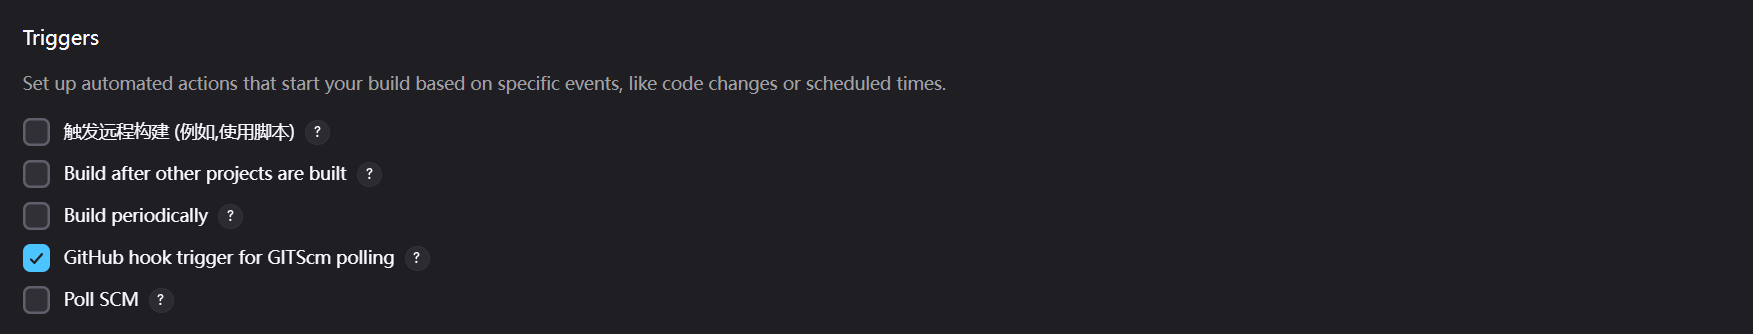 Triggers
Set up automated actions that start your build based on specific events, like code changes or scheduled times.
触发远程构建 (例如,使用脚本) ?
Build after other projects are built ?
Build periodically ?
GitHub hook trigger for GITScm polling ?
Poll SCM ?